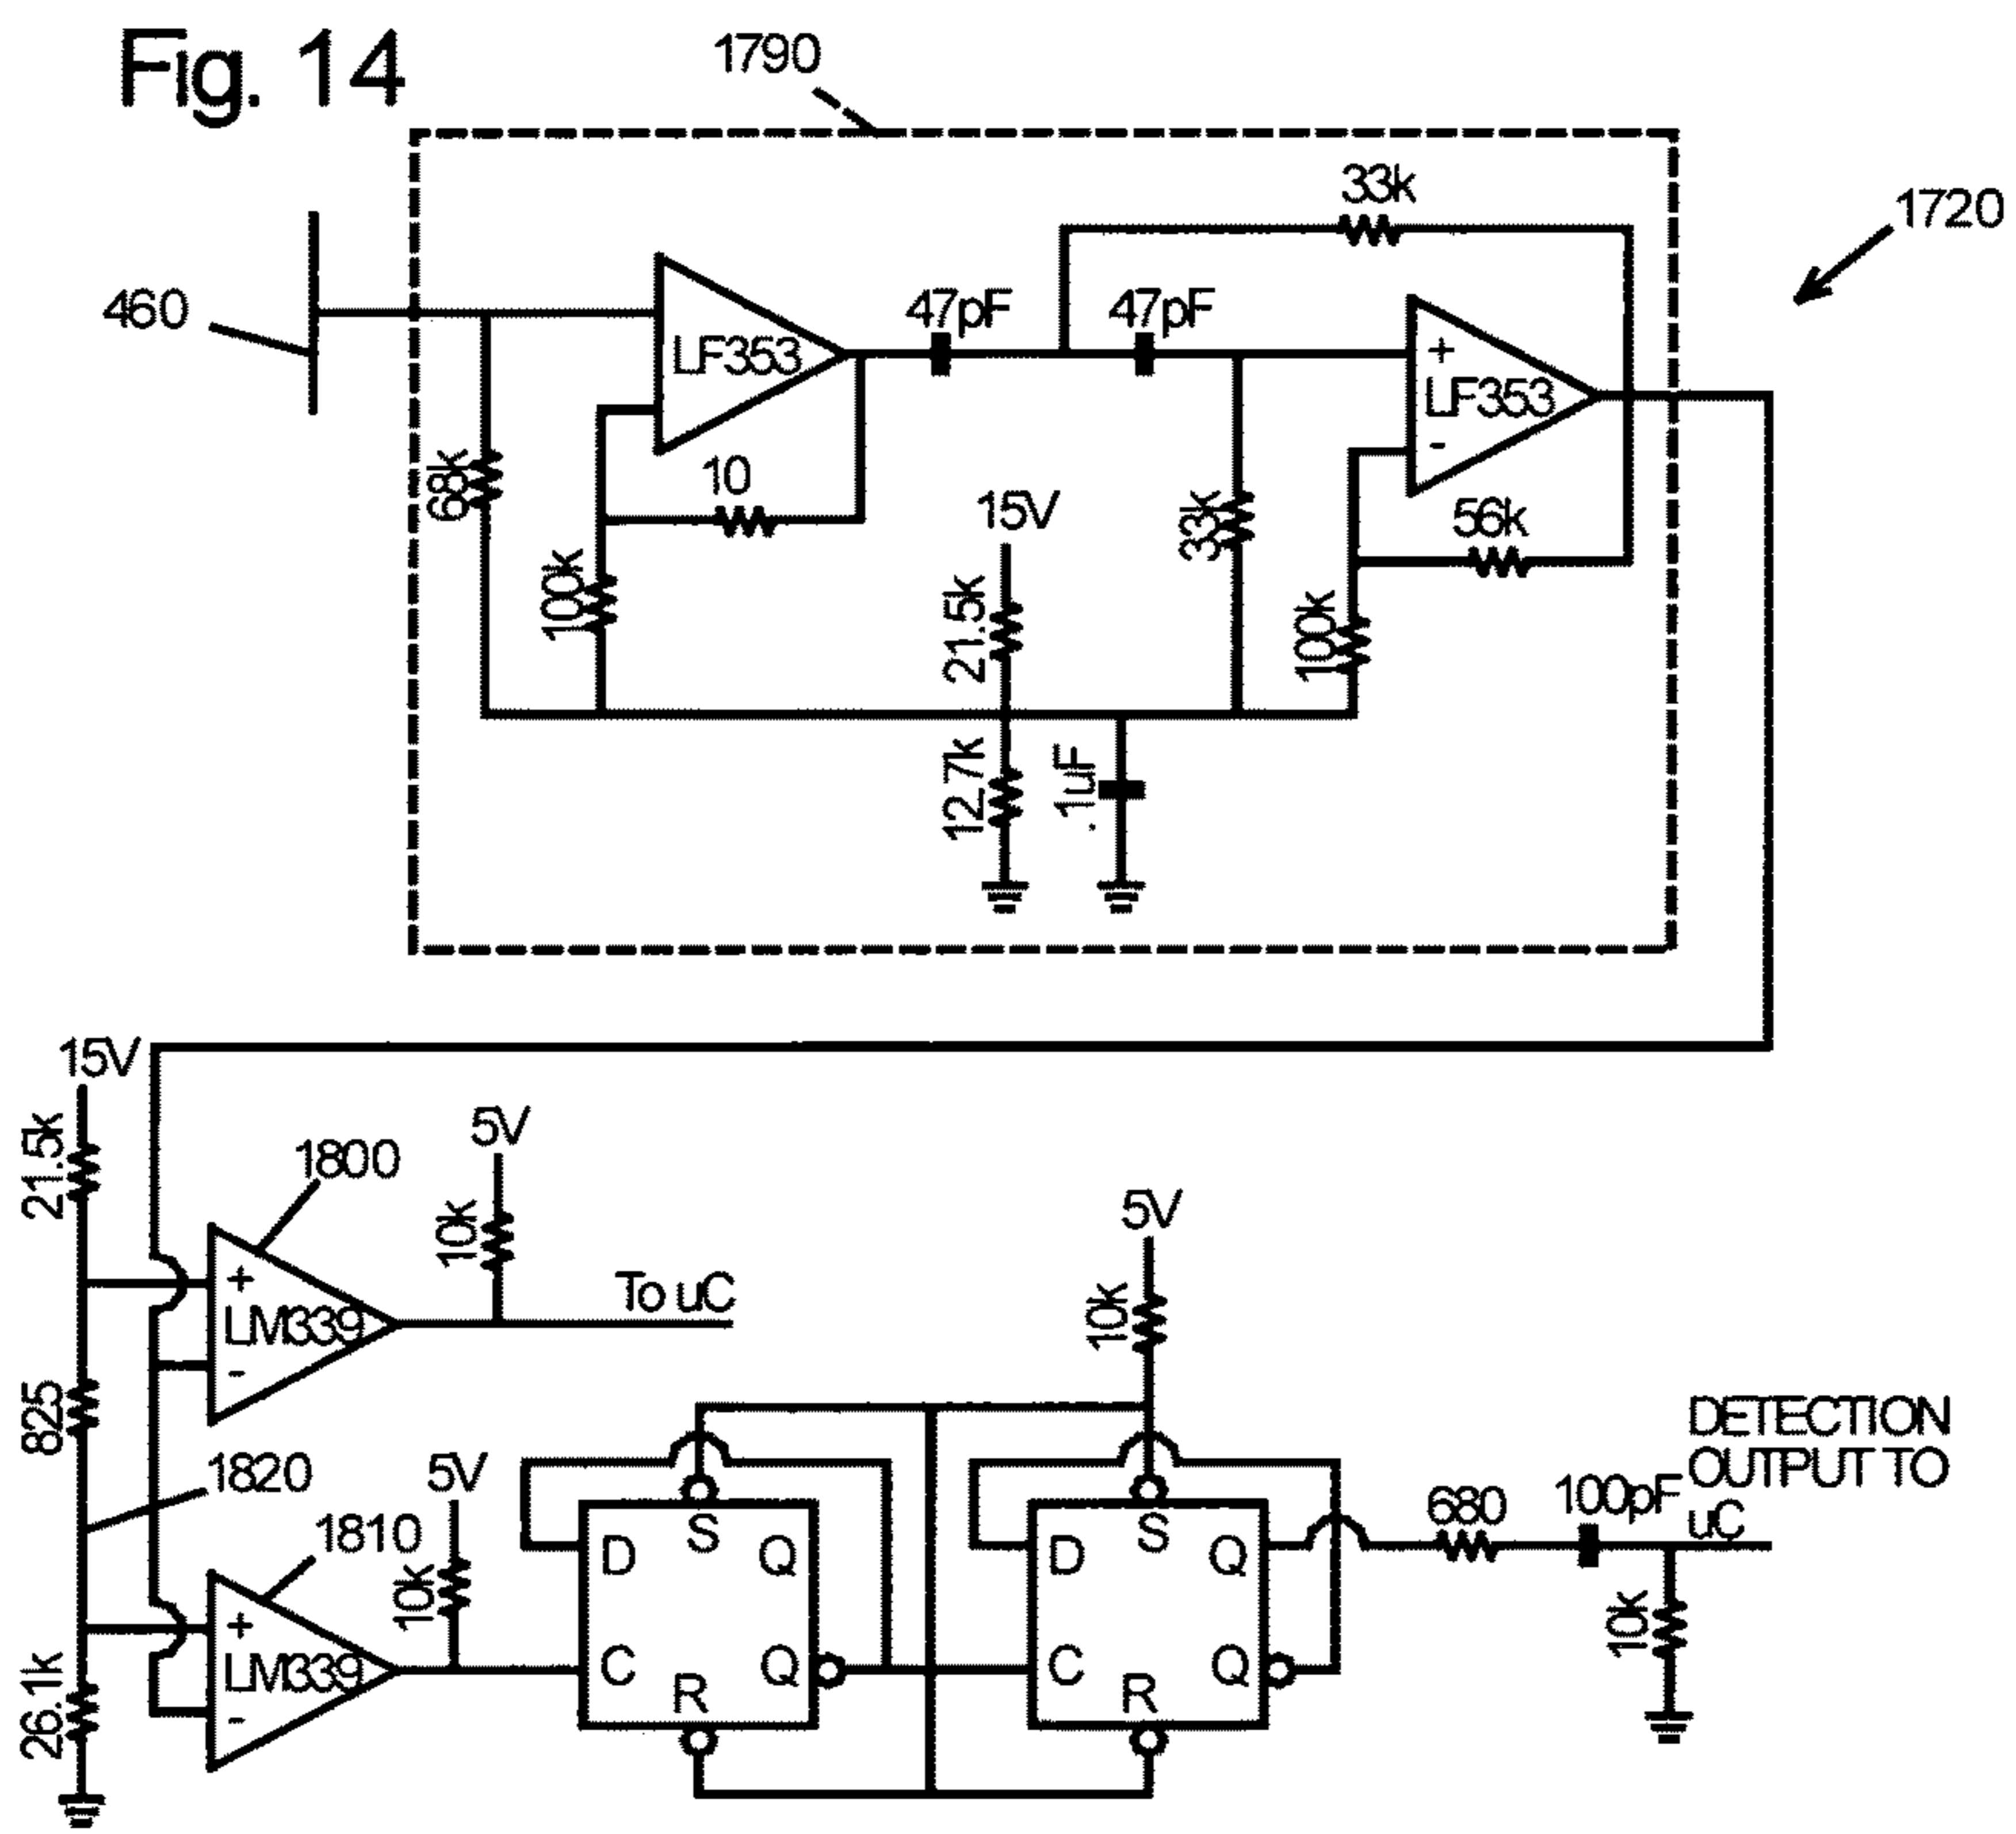 Fig. 14
1790
33k
1720
460
47pF
47pF
LF353
+
LF353
-
68k
10
15V
33k
56k
100k
21.5k
100k
12.7k
.1uF
15V
5V
21.5k
1800
10k
5V
+
LM339
-
To uC
10k
825
1820
5V
DETECTION
OUTPUT TO
uC
1810
10k
D
S
Q
D
S
Q
680
100pF
+
LM339
-
C
R
Q
C
R
Q
10k
26.1k